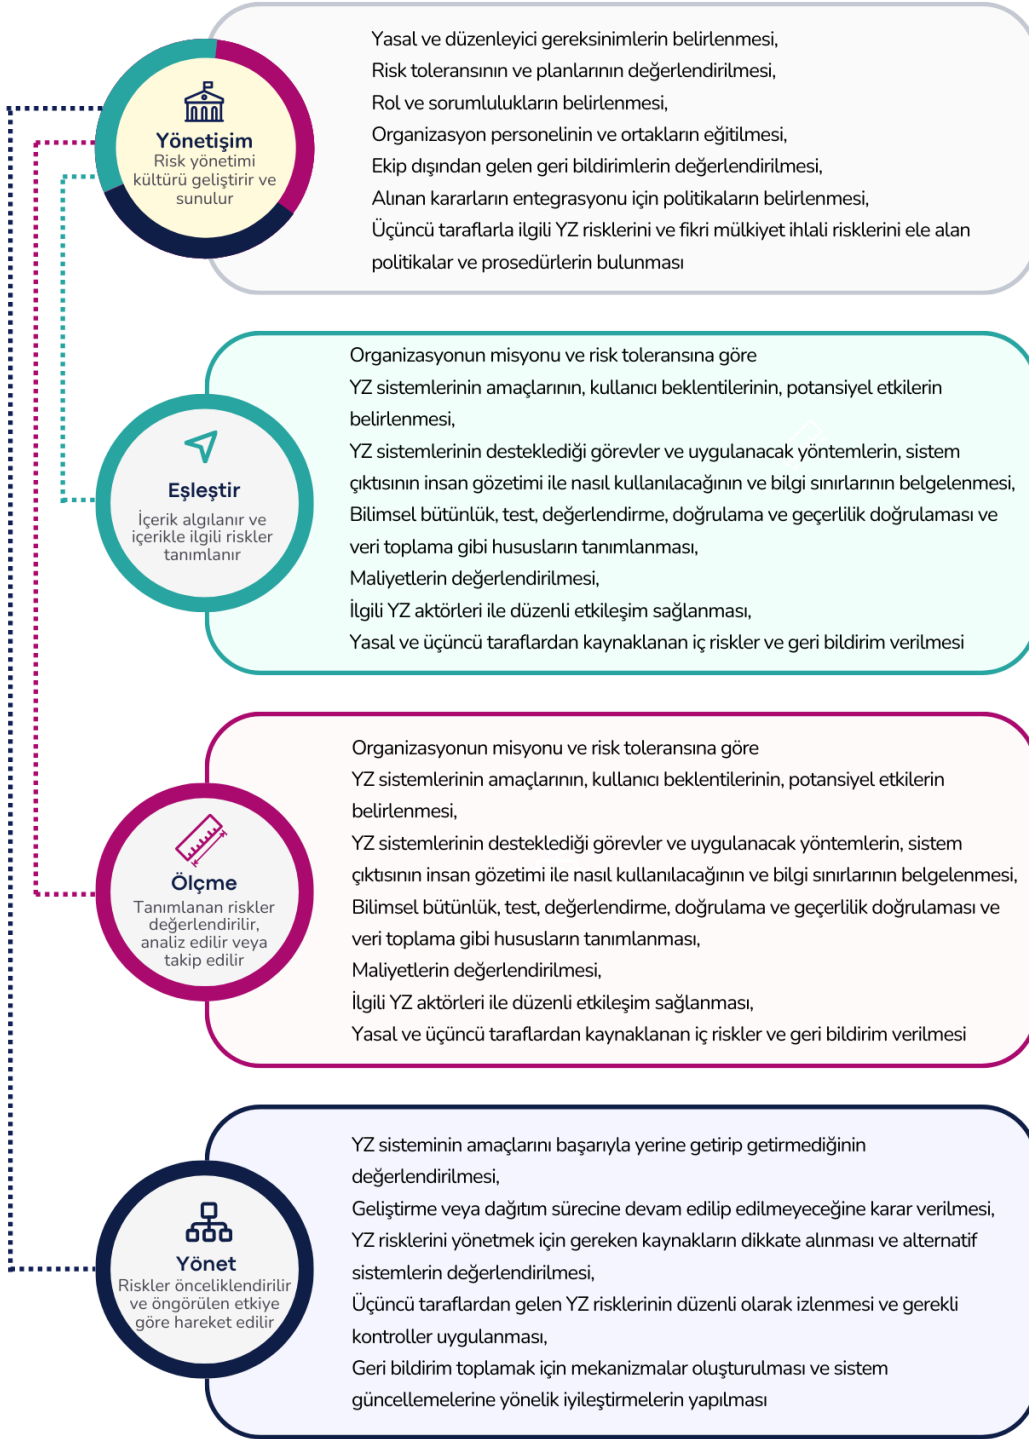 Yasal ve düzenleyici gereksinimlerin belirlenmesi,
Risk toleransının ve planlarının değerlendirilmesi,
Rol ve sorumlulukların belirlenmesi,
Organizasyon personelinin ve ortakların eğitilmesi,
Ekip dışından gelen geri bildirimlerin değerlendirilmesi,
Alınan kararların entegrasyonu için politikaların belirlenmesi,
Üçüncü taraflarla ilgili YZ risklerini ve fikri mülkiyet ihlali risklerini ele alan
politikalar ve prosedürlerin bulunması
Yönetişim
Risk yönetimi
kültürü geliştirir ve
sunulur
Organizasyonun misyonu ve risk toleransına göre
YZ sistemlerinin amaçlarının, kullanıcı beklentilerinin, potansiyel etkilerin
belirlenmesi,
YZ sistemlerinin desteklediği görevler ve uygulanacak yöntemlerin, sistem
çıktısının insan gözetimi ile nasıl kullanılacağının ve bilgi sınırlarının belgelenmesi,
Bilimsel bütünlük, test, değerlendirme, doğrulama ve geçerlilik doğrulaması ve
veri toplama gibi hususların tanımlanması,
Maliyetlerin değerlendirilmesi,
İlgili YZ aktörleri ile düzenli etkileşim sağlanması,
Yasal ve üçüncü taraflardan kaynaklanan iç riskler ve geri bildirim verilmesi
Eşleştir
İçerik algılanır ve
içerikle ilgili riskler
tanımlanır
Organizasyonun misyonu ve risk toleransına göre
YZ sistemlerinin amaçlarının, kullanıcı beklentilerinin, potansiyel etkilerin
belirlenmesi,
YZ sistemlerinin desteklediği görevler ve uygulanacak yöntemlerin, sistem
çıktısının insan gözetimi ile nasıl kullanılacağının ve bilgi sınırlarının belgelenmesi,
Bilimsel bütünlük, test, değerlendirme, doğrulama ve geçerlilik doğrulaması ve
veri toplama gibi hususların tanımlanması,
Maliyetlerin değerlendirilmesi,
İlgili YZ aktörleri ile düzenli etkileşim sağlanması,
Yasal ve üçüncü taraflardan kaynaklanan iç riskler ve geri bildirim verilmesi
Ölçme
Tanımlanan riskler
değerlendirilir,
analiz edilir veya
takip edilir
YZ sisteminin amaçlarını başarıyla yerine getirip getirmediğinin
değerlendirilmesi,
Geliştirme veya dağıtım sürecine devam edilip edilmeyeceğine karar verilmesi,
YZ risklerini yönetmek için gereken kaynakların dikkate alınması ve alternatif
sistemlerin değerlendirilmesi,
Üçüncü taraflardan gelen YZ risklerinin düzenli olarak izlenmesi ve gerekli
kontroller uygulanması,
Geri bildirim toplamak için mekanizmalar oluşturulması ve sistem
güncellemelerine yönelik iyileştirmelerin yapılması
Yönet
Riskler önceliklendirilir
ve öngörülen etkiye
göre hareket edilir